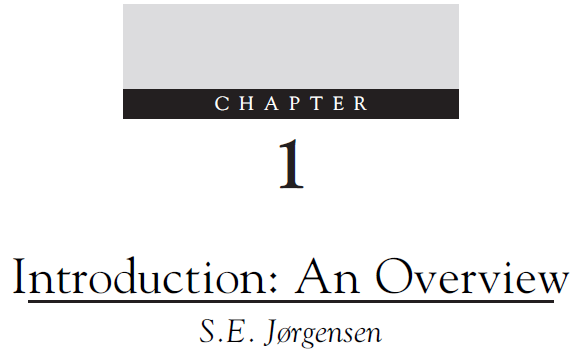 CHAPTER
1
Introduction: An Overview
S.E. Jørgensen